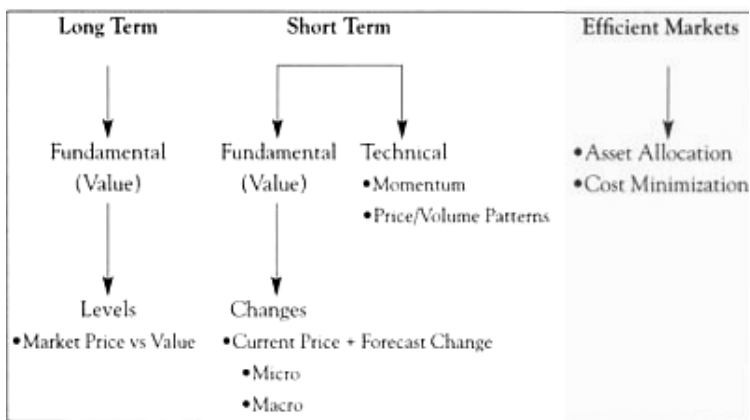 Long Term
Short Term
Efficient Markets
Fundamental
(Value)
Fundamental
(Value)
Technical
•Momentum
•Price/Volume Patterns
•Asset Allocation
•Cost Minimization
Levels
•Market Price vs Value
Changes
•Current Price + Forecast Change
•Micro
•Macro